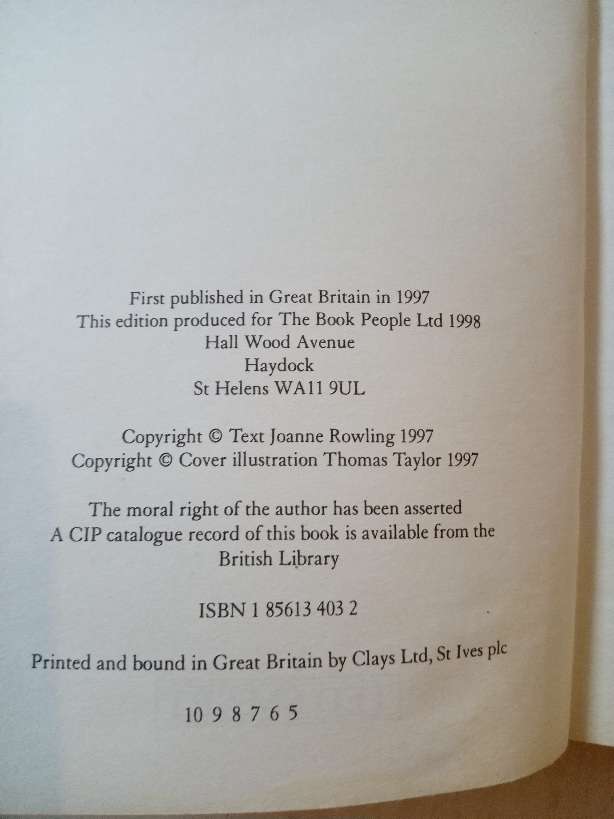 First published in Great Britain in 1997
This edition produced for The Book People Ltd 1998
Hall Wood Avenue
Haydock
St Helens WA11 9UL
Copyright © Text Joanne Rowling 1997
Copyright © Cover illustration Thomas Taylor 1997
The moral right of the author has been asserted
A CIP catalogue record of this book is available from the
British Library
ISBN 1 85613 403 2
Printed and bound in Great Britain by Clays Ltd, St Ives plc
10 9 8 7 6 5